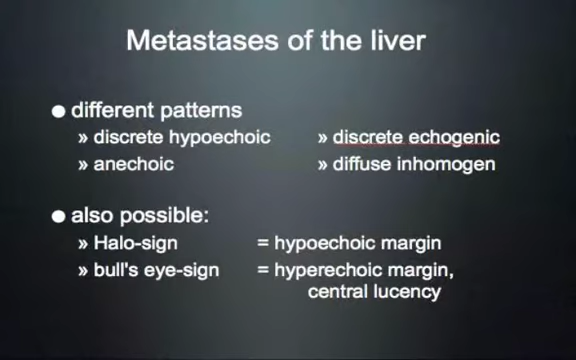 Metastases of the liver
● different patterns
» discrete hypoechoic » discrete echogenic
» anechoic » diffuse inhomogen
● also possible:
» Halo-sign = hypoechoic margin
» bull's eye-sign = hyperechoic margin,
central lucency